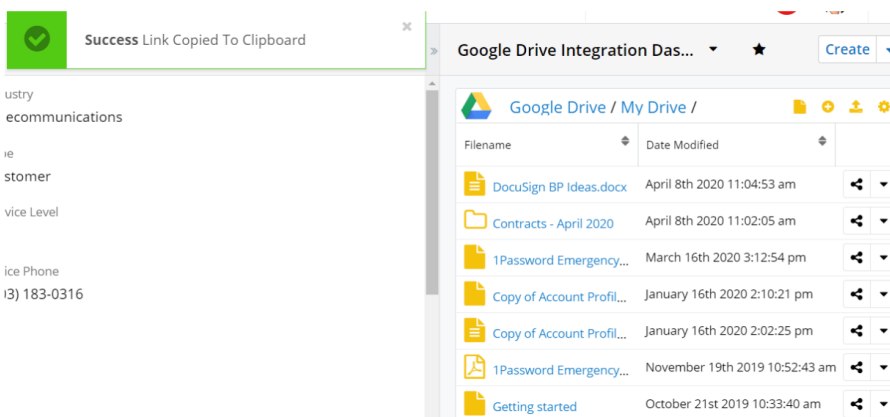 Success Link Copied To Clipboard
×
»
Google Drive Integration Das...
Create
ustry
ecommunications
pe
stomer
vice Level
ice Phone
03) 183-0316
Google Drive / My Drive /
Filename
Date Modified
DocuSign BP Ideas.docx April 8th 2020 11:04:53 am
Contracts - April 2020 April 8th 2020 11:02:05 am
1Password Emergency... March 16th 2020 3:12:54 pm
Copy of Account Profil... January 16th 2020 2:10:21 pm
Copy of Account Profil... January 16th 2020 2:02:25 pm
1Password Emergency... November 19th 2019 10:52:43 am
Getting started October 21st 2019 10:33:40 am